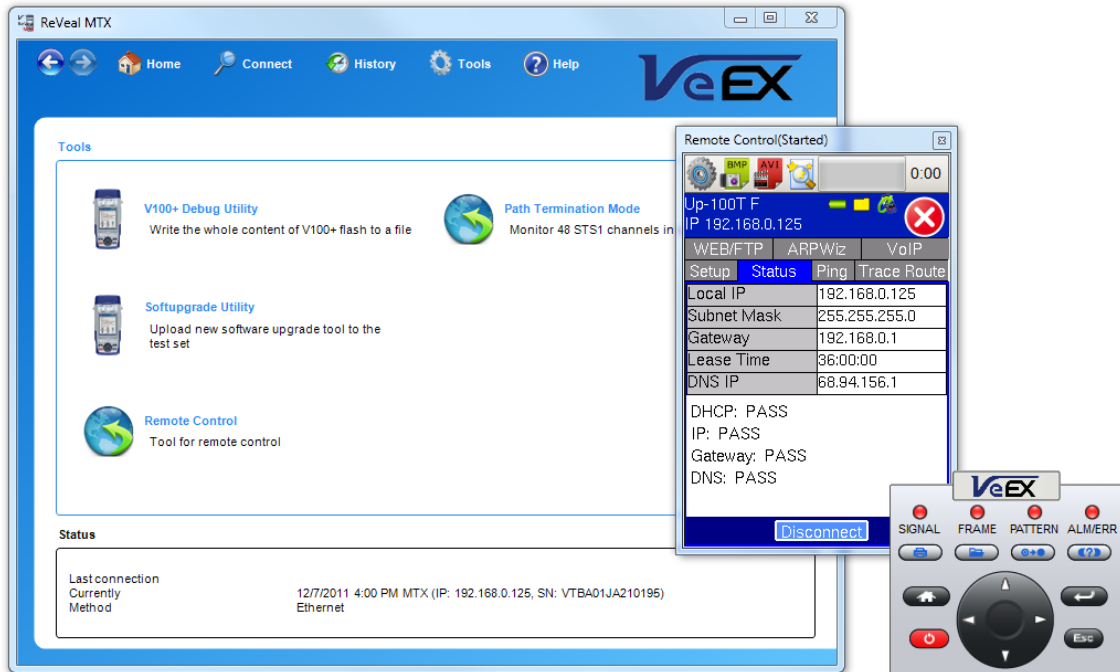 ReVeal MTX
Home
Connect
History
Tools
Help
VeEX
Tools
V100+ Debug Utility
Write the whole content of V100+ flash to a file
Path Termination Mode
Monitor 48 STS1 channels in
Softupgrade Utility
Upload new software upgrade tool to the
test set
Remote Control
Tool for remote control
Status
Last connection
Currently 12/7/2011 4:00 PM MTX (IP: 192.168.0.125, SN: VTBA01JA210195)
Method Ethernet
Remote Control(Started)
BMP AVI 0:00
Up-100T F
IP 192.168.0.125
WEB/FTP ARPWiz VoIP
Setup Status Ping Trace Route
Local IP 192.168.0.125
Subnet Mask 255.255.255.0
Gateway 192.168.0.1
Lease Time 36:00:00
DNS IP 68.94.156.1
DHCP: PASS
IP: PASS
Gateway: PASS
DNS: PASS
Disconnect
VeEX
SIGNAL FRAME PATTERN ALM/ERR
Esc